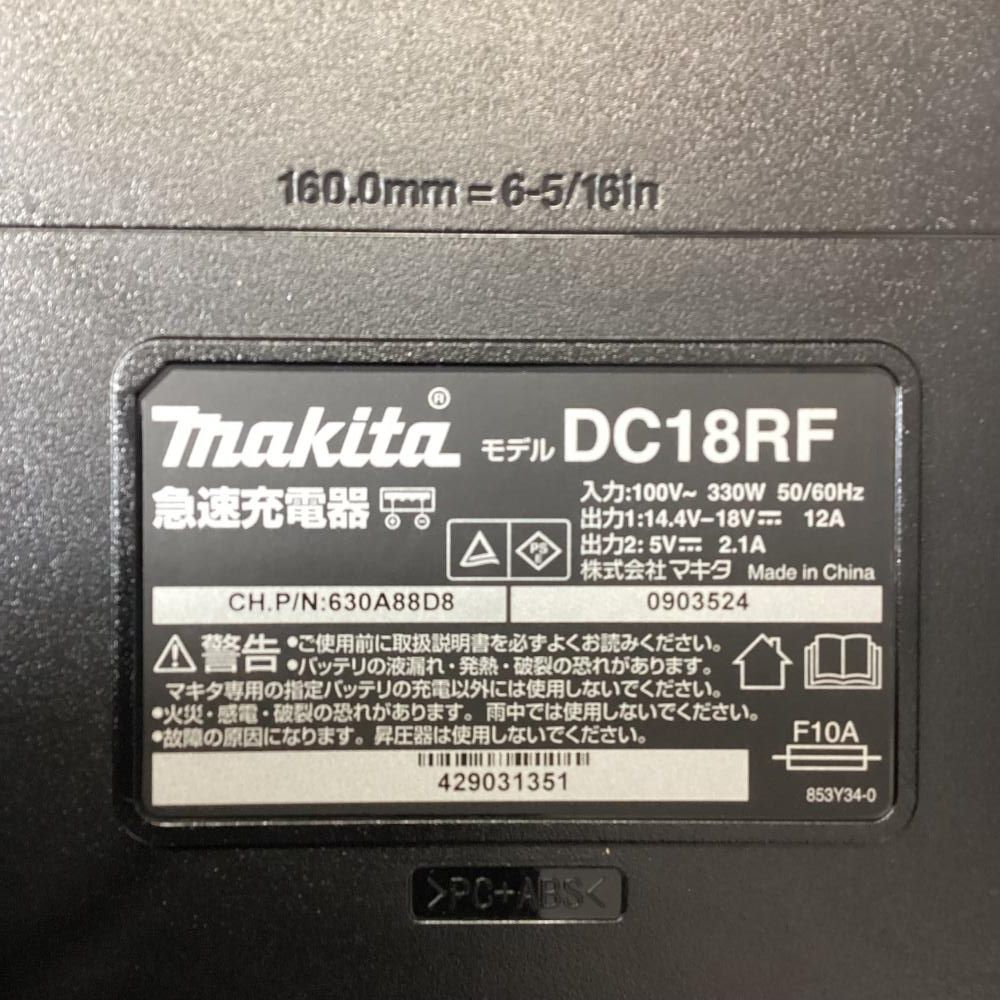 160.0mm = 6-5/16in
makita® モデル DC18RF
急速充電器
入力:100V~ 330W 50/60Hz
出力1:14.4V-18V⎓ 12A
出力2: 5V⎓ 2.1A
PS E
株式会社マキタ Made in China
CH.P/N:630A88D8 0903524
⚠警告 •ご使用前に取扱説明書を必ずよくお読みください。
•バッテリの液漏れ・発熱・破裂の恐れがあります。
マキタ専用の指定バッテリの充電以外には使用しないでください。
•火災・感電・破裂の恐れがあります。雨中では使用しないでください。
•故障の原因になります。昇圧器は使用しないでください。
F10A
429031351
853Y34-0
>PC+ABS<